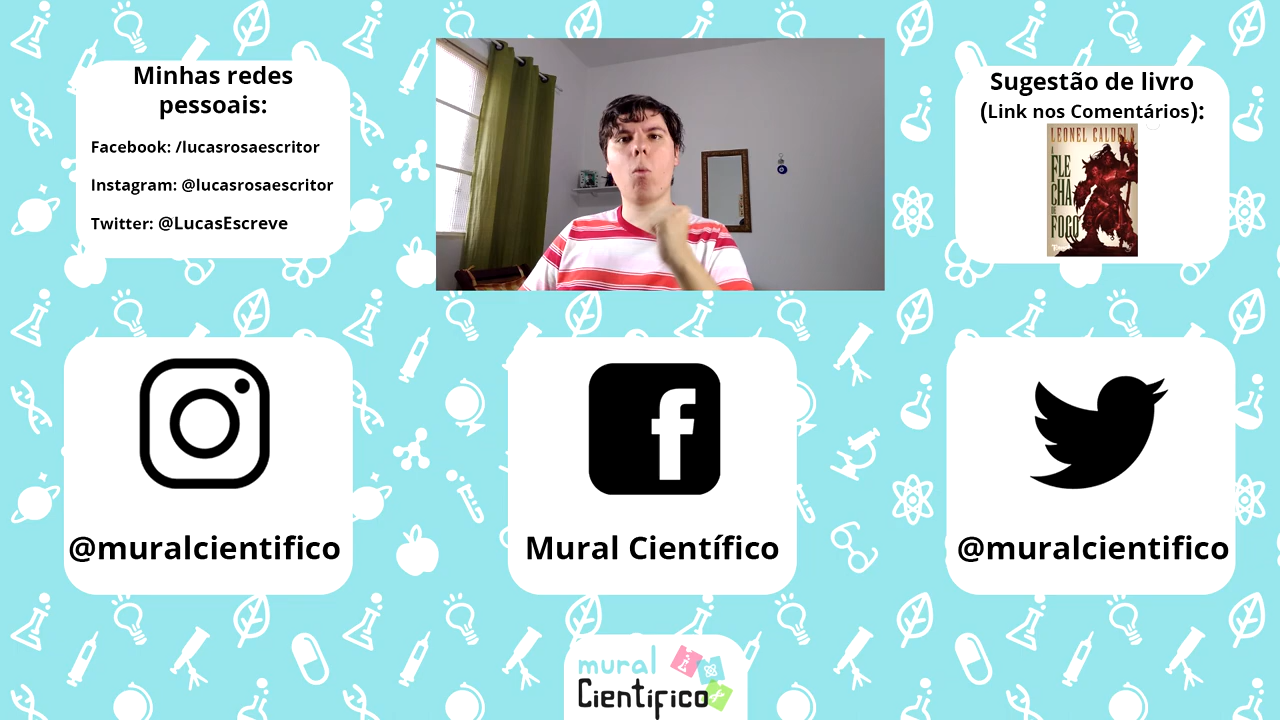 Minhas redes
pessoais:
Facebook: /lucasrosaescritor
Instagram: @lucasrosaescritor
Twitter: @LucasEscreve
Sugestão de livro
(Link nos Comentários):
LEONEL CALDELA
A
FLE
CHA
DE
FOGO
@muralcientifico
Mural Científico
@muralcientifico
mural
Científico